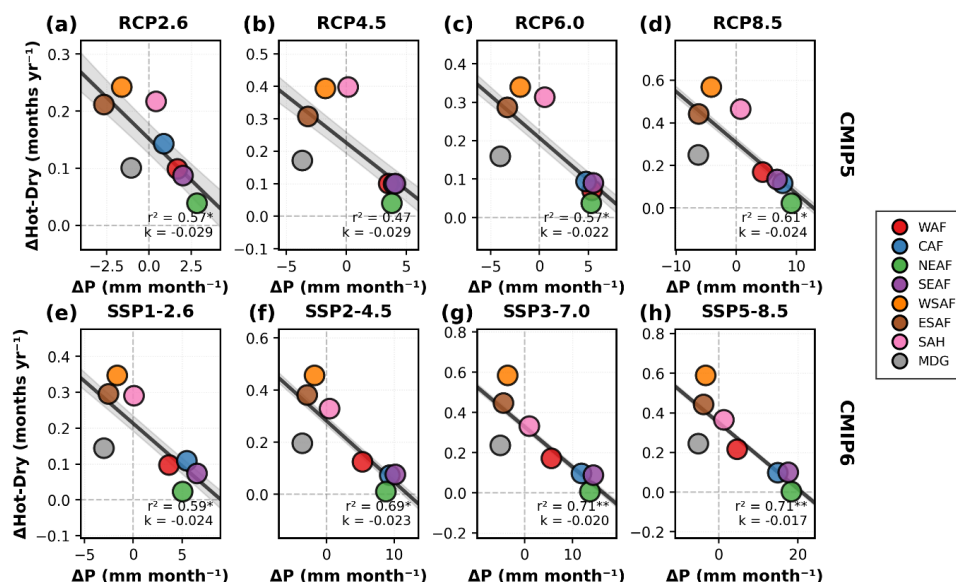 (a) RCP2.6
(b) RCP4.5
(c) RCP6.0
(d) RCP8.5
ΔHot-Dry (months yr⁻¹)
0.3
0.2
0.1
0.0
r² = 0.57*
k = -0.029
−2.5 0.0 2.5
ΔP (mm month⁻¹)
0.5
0.4
0.3
0.2
0.1
0.0
−0.1
r² = 0.47
k = -0.029
−5 0 5
ΔP (mm month⁻¹)
0.4
0.3
0.2
0.1
0.0
r² = 0.57*
k = -0.022
−5 0 5
ΔP (mm month⁻¹)
0.6
0.4
0.2
0.0
r² = 0.61*
k = -0.024
−10 0 10
ΔP (mm month⁻¹)
CMIP5
(e) SSP1-2.6
(f) SSP2-4.5
(g) SSP3-7.0
(h) SSP5-8.5
ΔHot-Dry (months yr⁻¹)
0.4
0.3
0.2
0.1
0.0
−0.1
r² = 0.59*
k = -0.024
−5 0 5
ΔP (mm month⁻¹)
0.6
0.4
0.2
0.0
r² = 0.69*
k = -0.023
0 10
ΔP (mm month⁻¹)
0.8
0.6
0.4
0.2
0.0
−0.2
r² = 0.71**
k = -0.020
0 10
ΔP (mm month⁻¹)
0.8
0.6
0.4
0.2
0.0
−0.2
r² = 0.71**
k = -0.017
0 10 20
ΔP (mm month⁻¹)
CMIP6
WAF
CAF
NEAF
SEAF
WSAF
ESAF
SAH
MDG